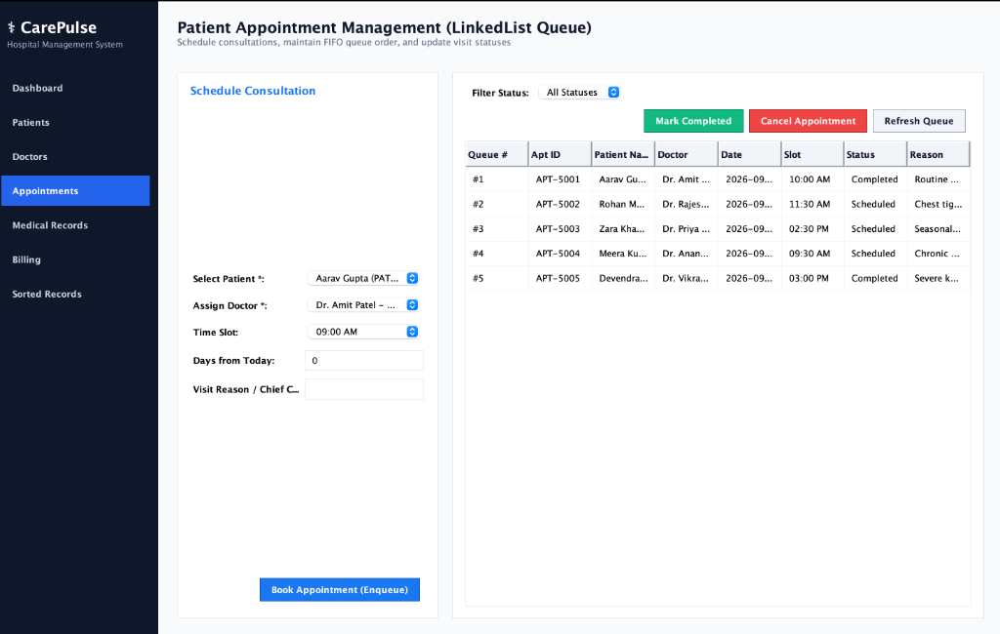 ⚕ CarePulse
Hospital Management System
Dashboard
Patients
Doctors
Appointments
Medical Records
Billing
Sorted Records
Patient Appointment Management (LinkedList Queue)
Schedule consultations, maintain FIFO queue order, and update visit statuses
Schedule Consultation
Select Patient *: Aarav Gupta (PAT...
Assign Doctor *: Dr. Amit Patel – ...
Time Slot: 09:00 AM
Days from Today: 0
Visit Reason / Chief C...
Book Appointment (Enqueue)
Filter Status: All Statuses
Mark Completed Cancel Appointment Refresh Queue
Queue # Apt ID Patient Na... Doctor Date Slot Status Reason
#1 APT-5001 Aarav Gu... Dr. Amit ... 2026-09... 10:00 AM Completed Routine ...
#2 APT-5002 Rohan M... Dr. Rajes... 2026-09... 11:30 AM Scheduled Chest tig...
#3 APT-5003 Zara Kha... Dr. Priya ... 2026-09... 02:30 PM Scheduled Seasonal...
#4 APT-5004 Meera Ku... Dr. Anan... 2026-09... 09:30 AM Scheduled Chronic ...
#5 APT-5005 Devendra... Dr. Vikra... 2026-09... 03:00 PM Completed Severe k...